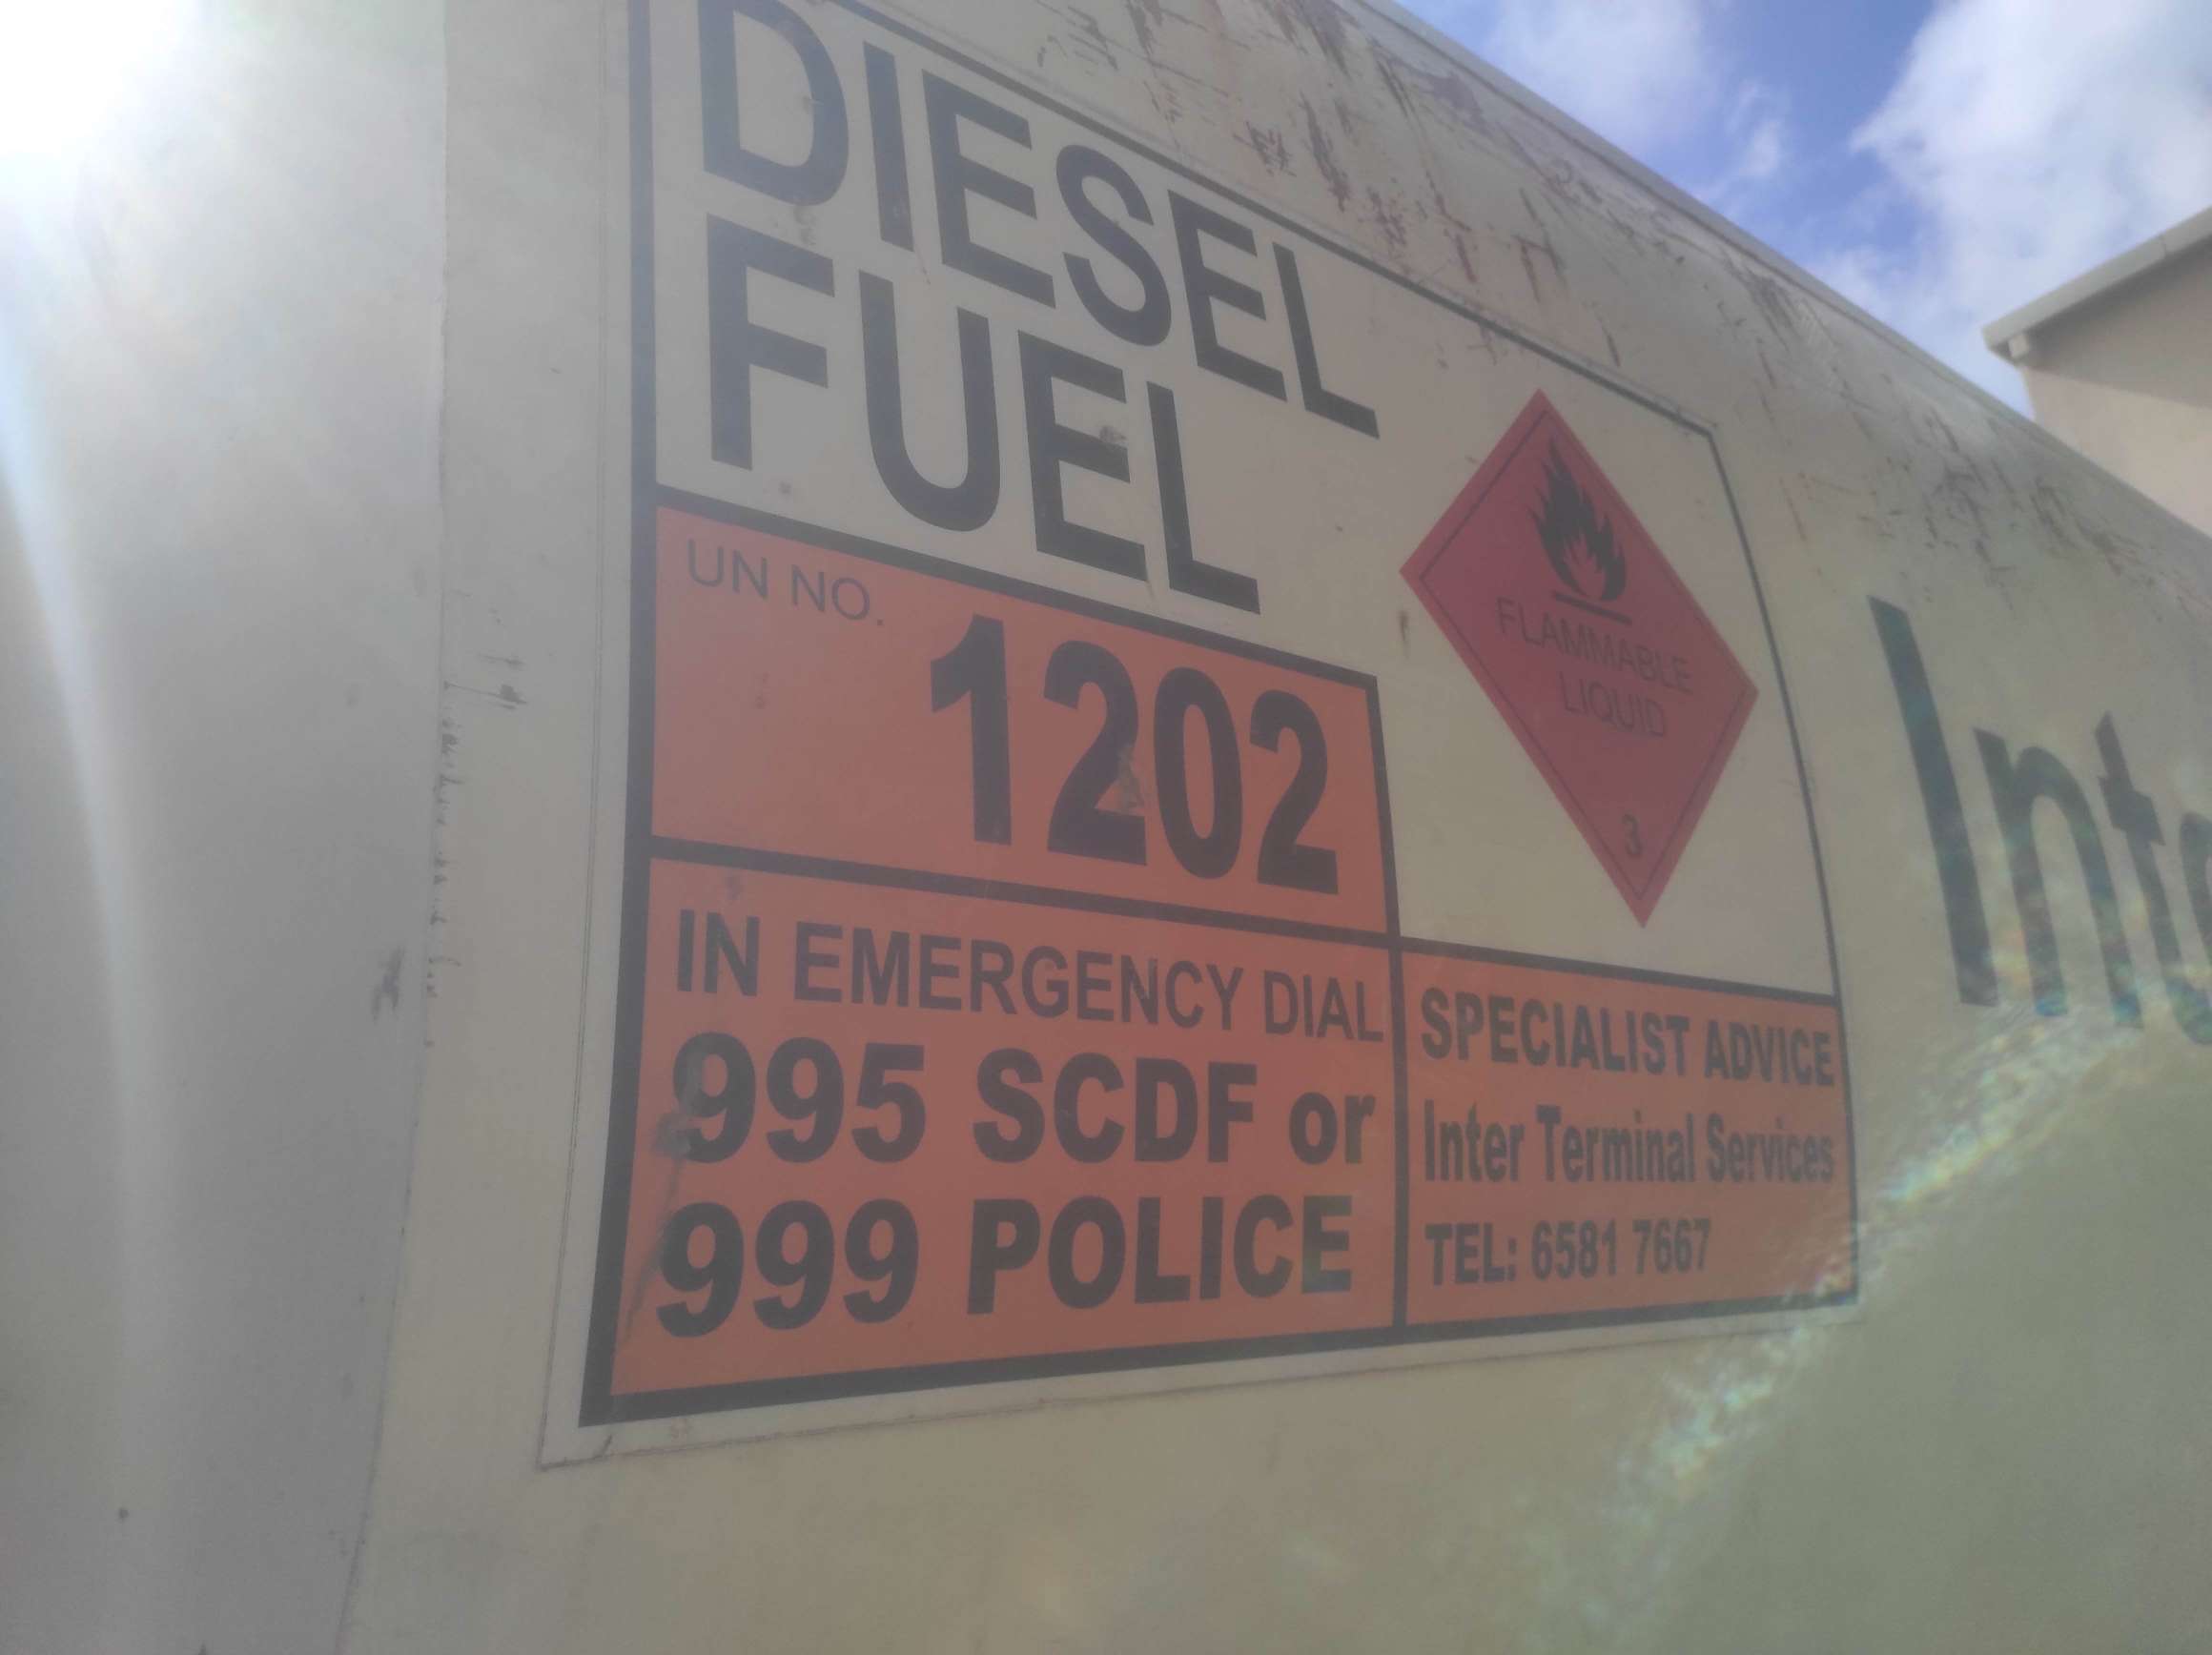 DIESEL
FUEL
UN NO.
1202
FLAMMABLE
LIQUID
3
IN EMERGENCY DIAL
995 SCDF or
999 POLICE
SPECIALIST ADVICE
Inter Terminal Services
TEL: 6581 7667